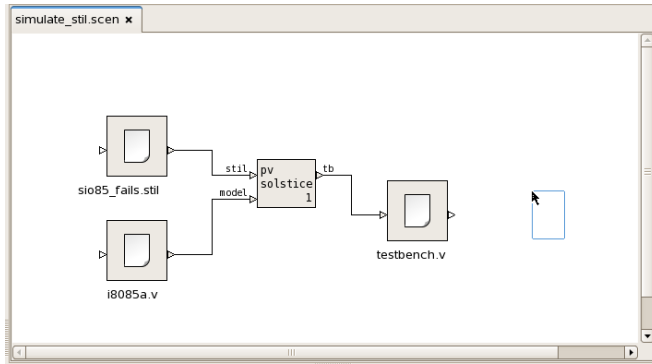 simulate_stil.scen ×
sio85_fails.stil
i8085a.v
stil
model
pv
solstice
1
tb
testbench.v